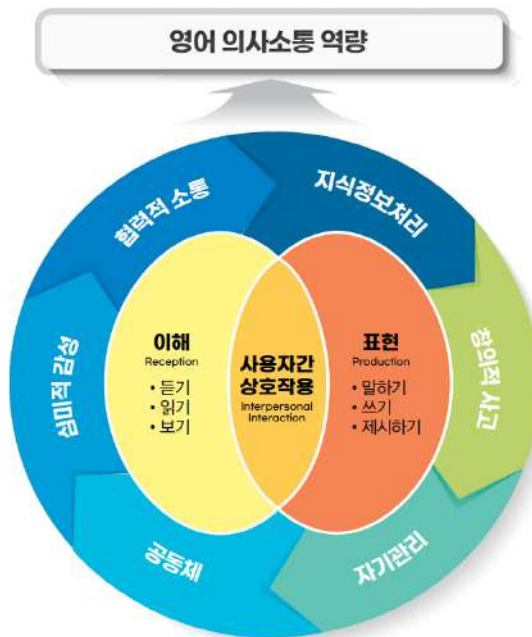 영어 의사소통 역량
협력적 소통
지식정보처리
창의적 사고
자기관리
공동체
심미적 감성
이해
Reception
• 듣기
• 읽기
• 보기
사용자간
상호작용
Interpersonal
Interaction
표현
Production
• 말하기
• 쓰기
• 제시하기